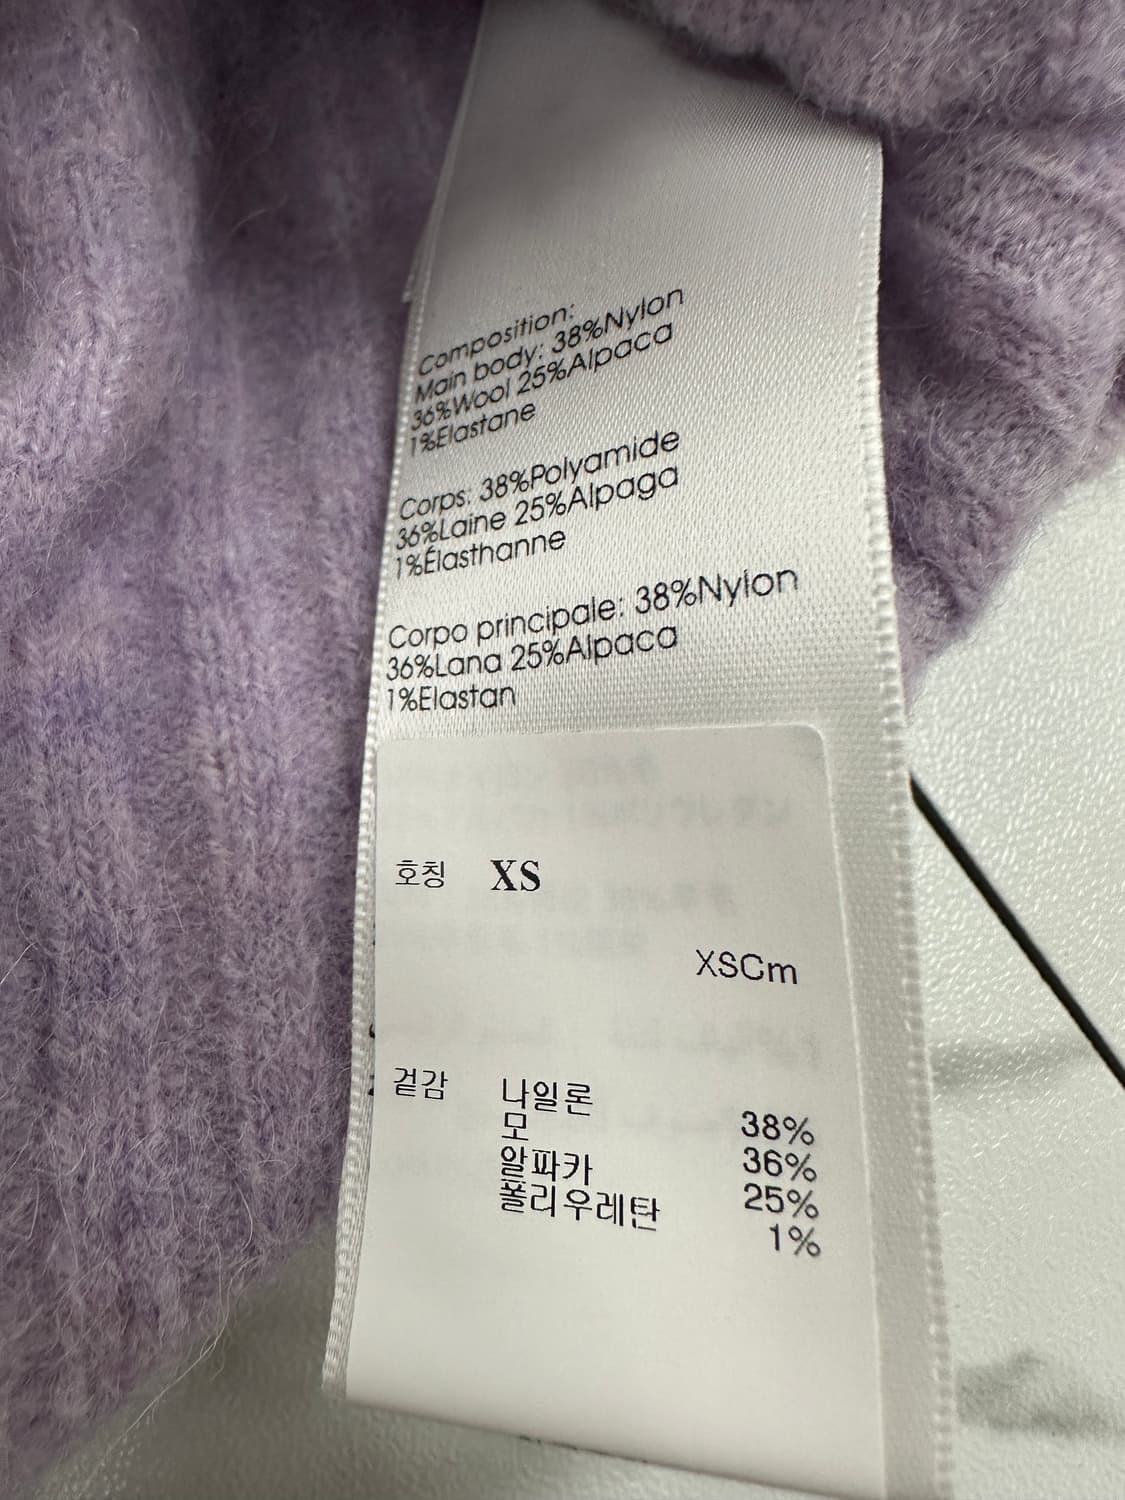 Composition:
Main body: 38%Nylon
36%Wool 25%Alpaca
1%Elastane
Corps: 38%Polyamide
36%Laine 25%Alpaga
1%Élasthanne
Corpo principale: 38%Nylon
36%Lana 25%Alpaca
1%Elastan
호칭 XS
XSCm
겉감 나일론 38%
모 36%
알파카 25%
폴리우레탄 1%